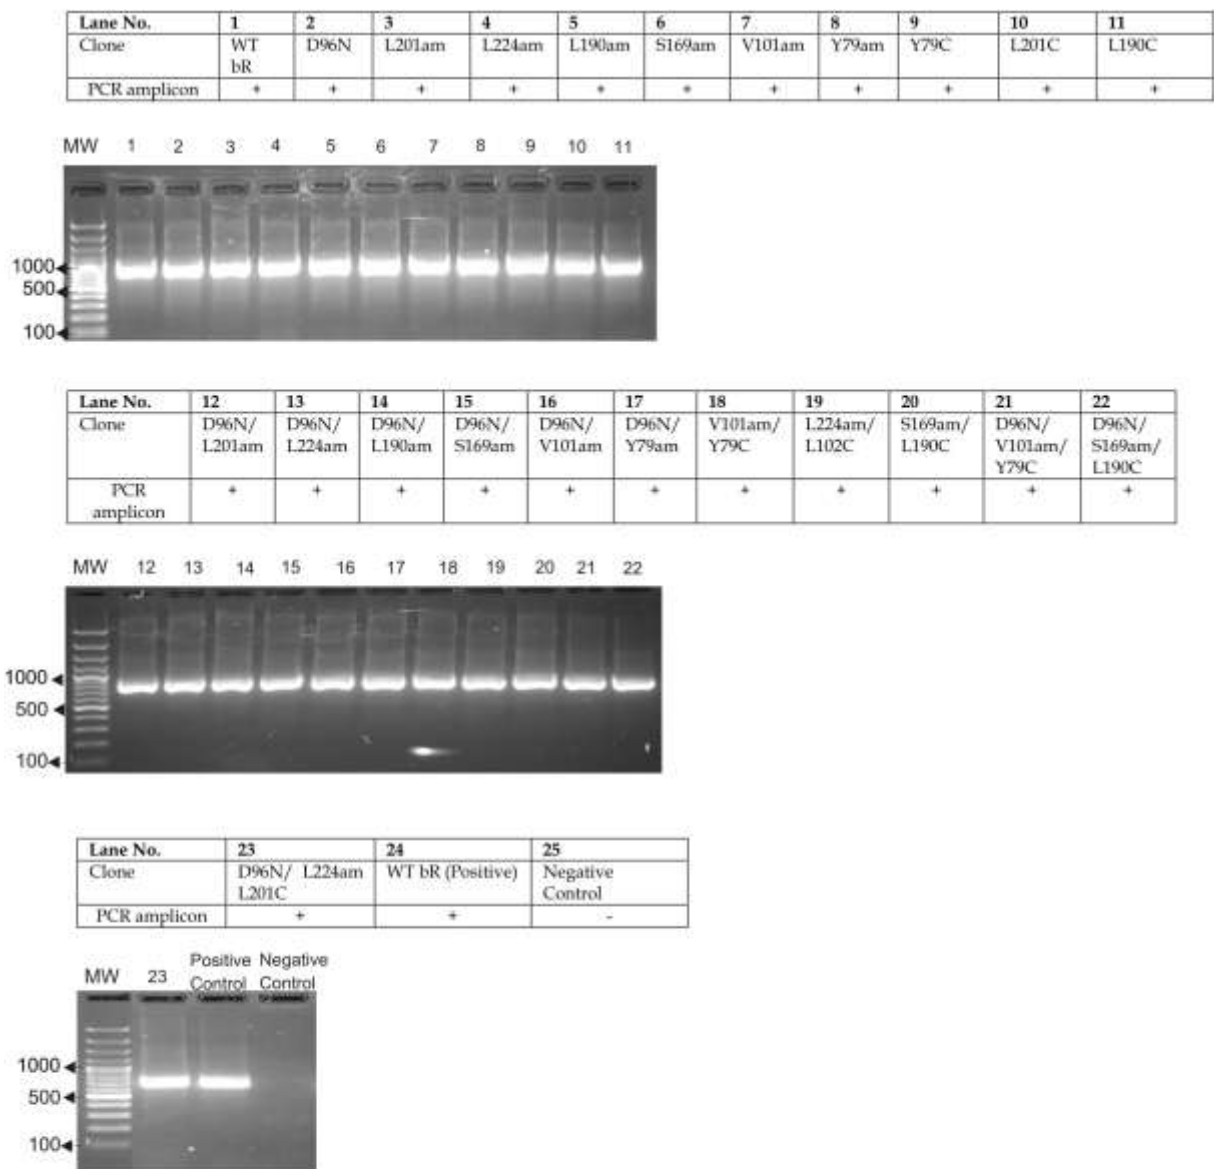 Lane No. 1 2 3 4 5 6 7 8 9 10 11
Clone WT D96N L201am L224am L190am S169am V101am Y79am Y79C L201C L190C
bR
PCR amplicon + + + + + + + + + + +
MW 1 2 3 4 5 6 7 8 9 10 11
1000
500
100
Lane No. 12 13 14 15 16 17 18 19 20 21 22
Clone D96N/ D96N/ D96N/ D96N/ D96N/ D96N/ V101am/ L224am/ S169am/ D96N/ D96N/
L201am L224am L190am S169am V101am Y79am Y79C L102C L190C V101am/ S169am/
Y79C L190C
PCR + + + + + + + + + + +
amplicon
MW 12 13 14 15 16 17 18 19 20 21 22
1000
500
100
Lane No. 23 24 25
Clone D96N/ L224am WT bR (Positive) Negative
L201C Control
PCR amplicon + + -
Positive Negative
MW 23 Control Control
1000
500
100